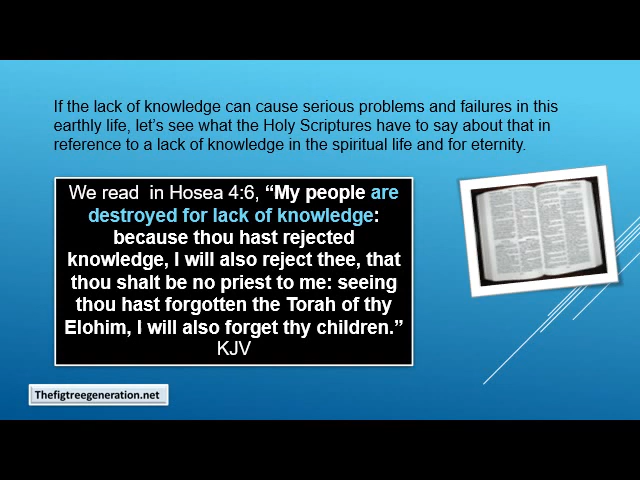 If the lack of knowledge can cause serious problems and failures in this
earthly life, let’s see what the Holy Scriptures have to say about that in
reference to a lack of knowledge in the spiritual life and for eternity.
We read in Hosea 4:6, “My people are
destroyed for lack of knowledge:
because thou hast rejected
knowledge, I will also reject thee, that
thou shalt be no priest to me: seeing
thou hast forgotten the Torah of thy
Elohim, I will also forget thy children.”
KJV
Thefigtreegeneration.net